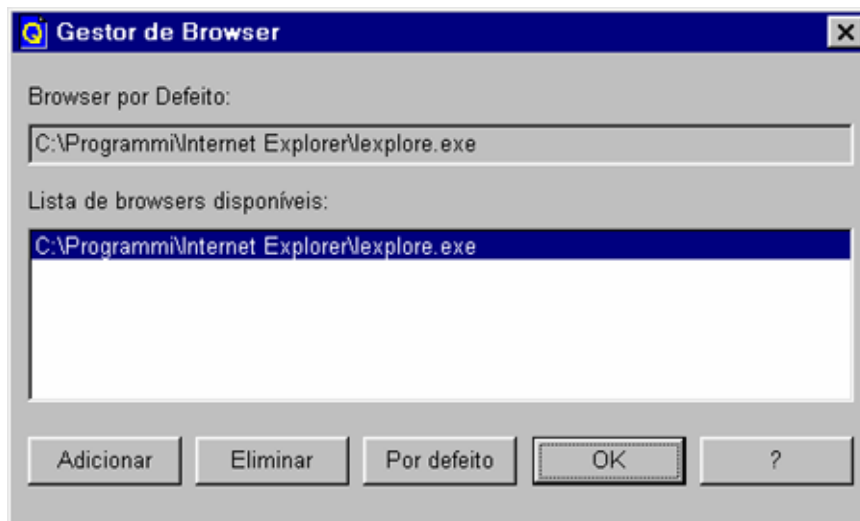 Gestor de Browser
Browser por Defeito:
C:\Programmi\Internet Explorer\Iexplore.exe
Lista de browsers disponíveis:
C:\Programmi\Internet Explorer\Iexplore.exe
Adicionar Eliminar Por defeito OK ?